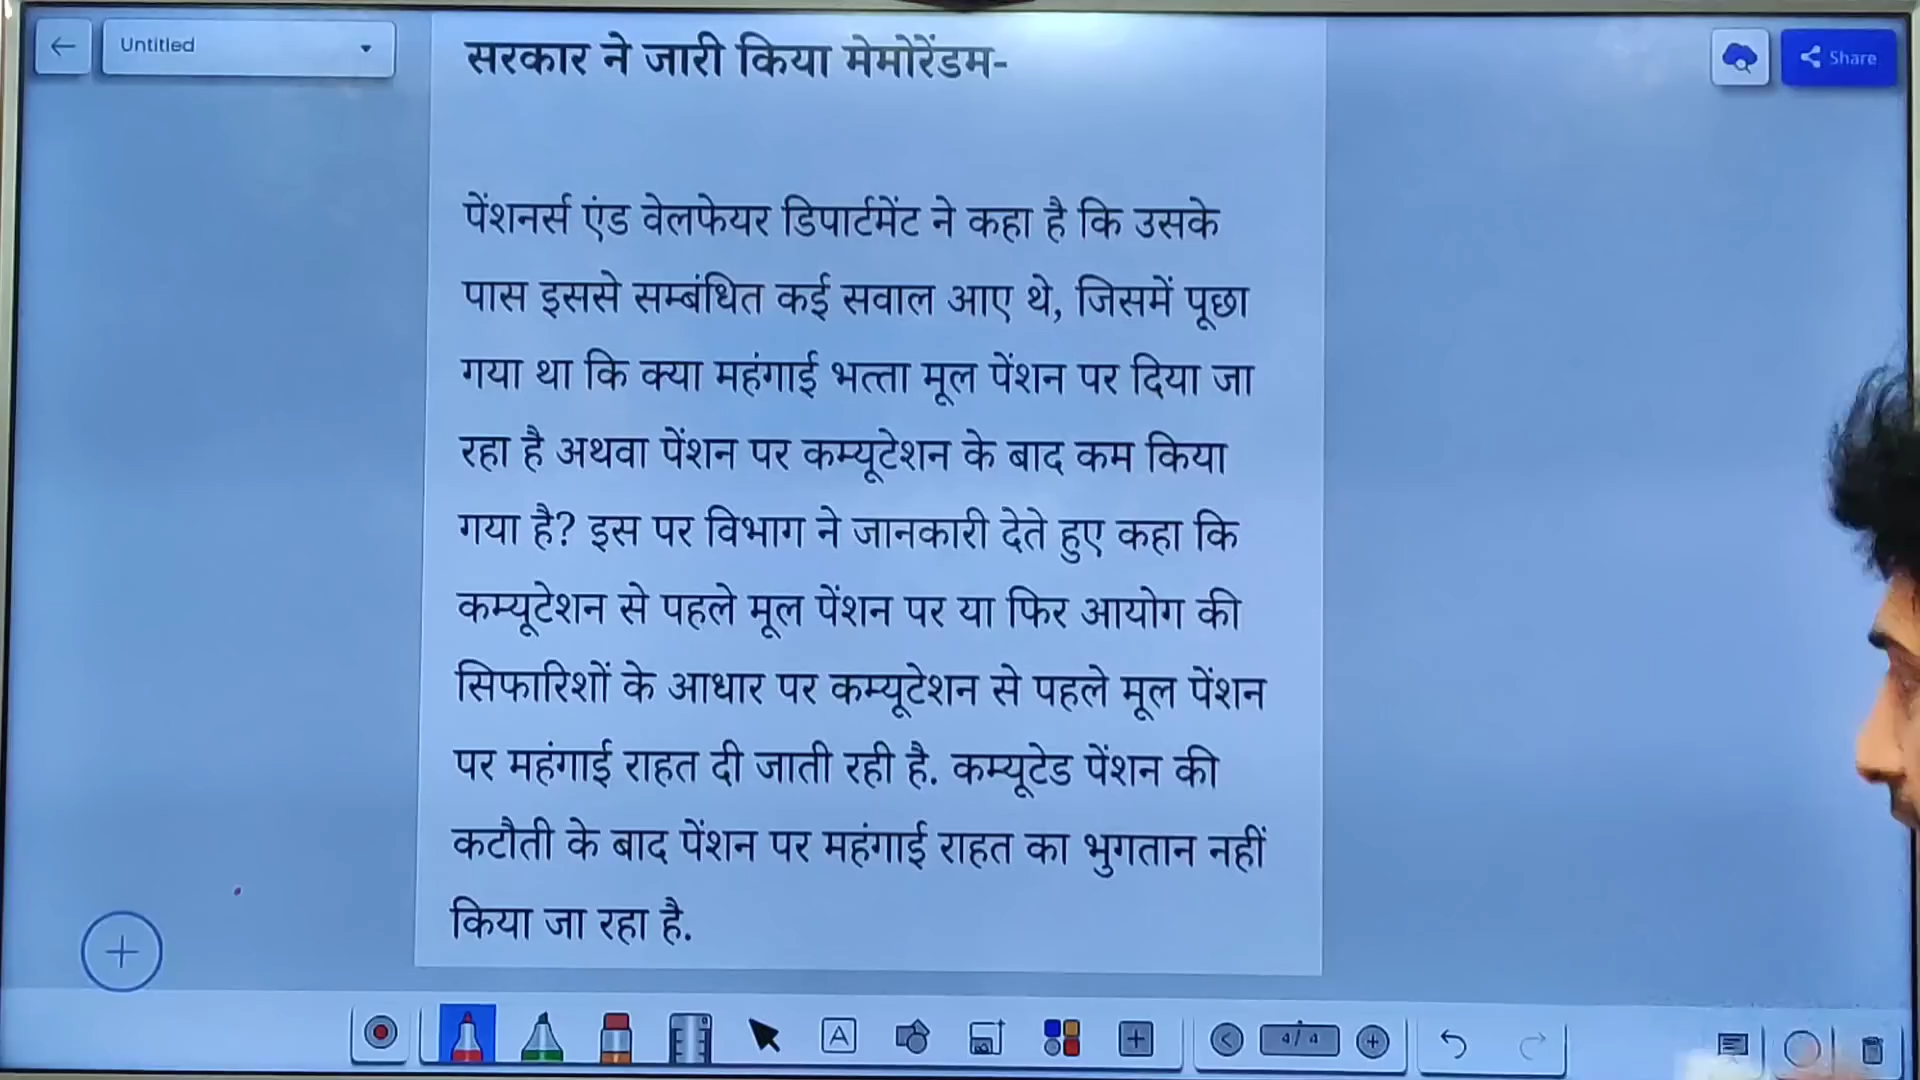 Untitled
Share
सरकार ने जारी किया मेमोरेंडम-
पेंशनर्स एंड वेलफेयर डिपार्टमेंट ने कहा है कि उसके
पास इससे सम्बंधित कई सवाल आए थे, जिसमें पूछा
गया था कि क्या महंगाई भत्ता मूल पेंशन पर दिया जा
रहा है अथवा पेंशन पर कम्यूटेशन के बाद कम किया
गया है? इस पर विभाग ने जानकारी देते हुए कहा कि
कम्यूटेशन से पहले मूल पेंशन पर या फिर आयोग की
सिफारिशों के आधार पर कम्यूटेशन से पहले मूल पेंशन
पर महंगाई राहत दी जाती रही है. कम्यूटेड पेंशन की
कटौती के बाद पेंशन पर महंगाई राहत का भुगतान नहीं
किया जा रहा है.
A
4/4